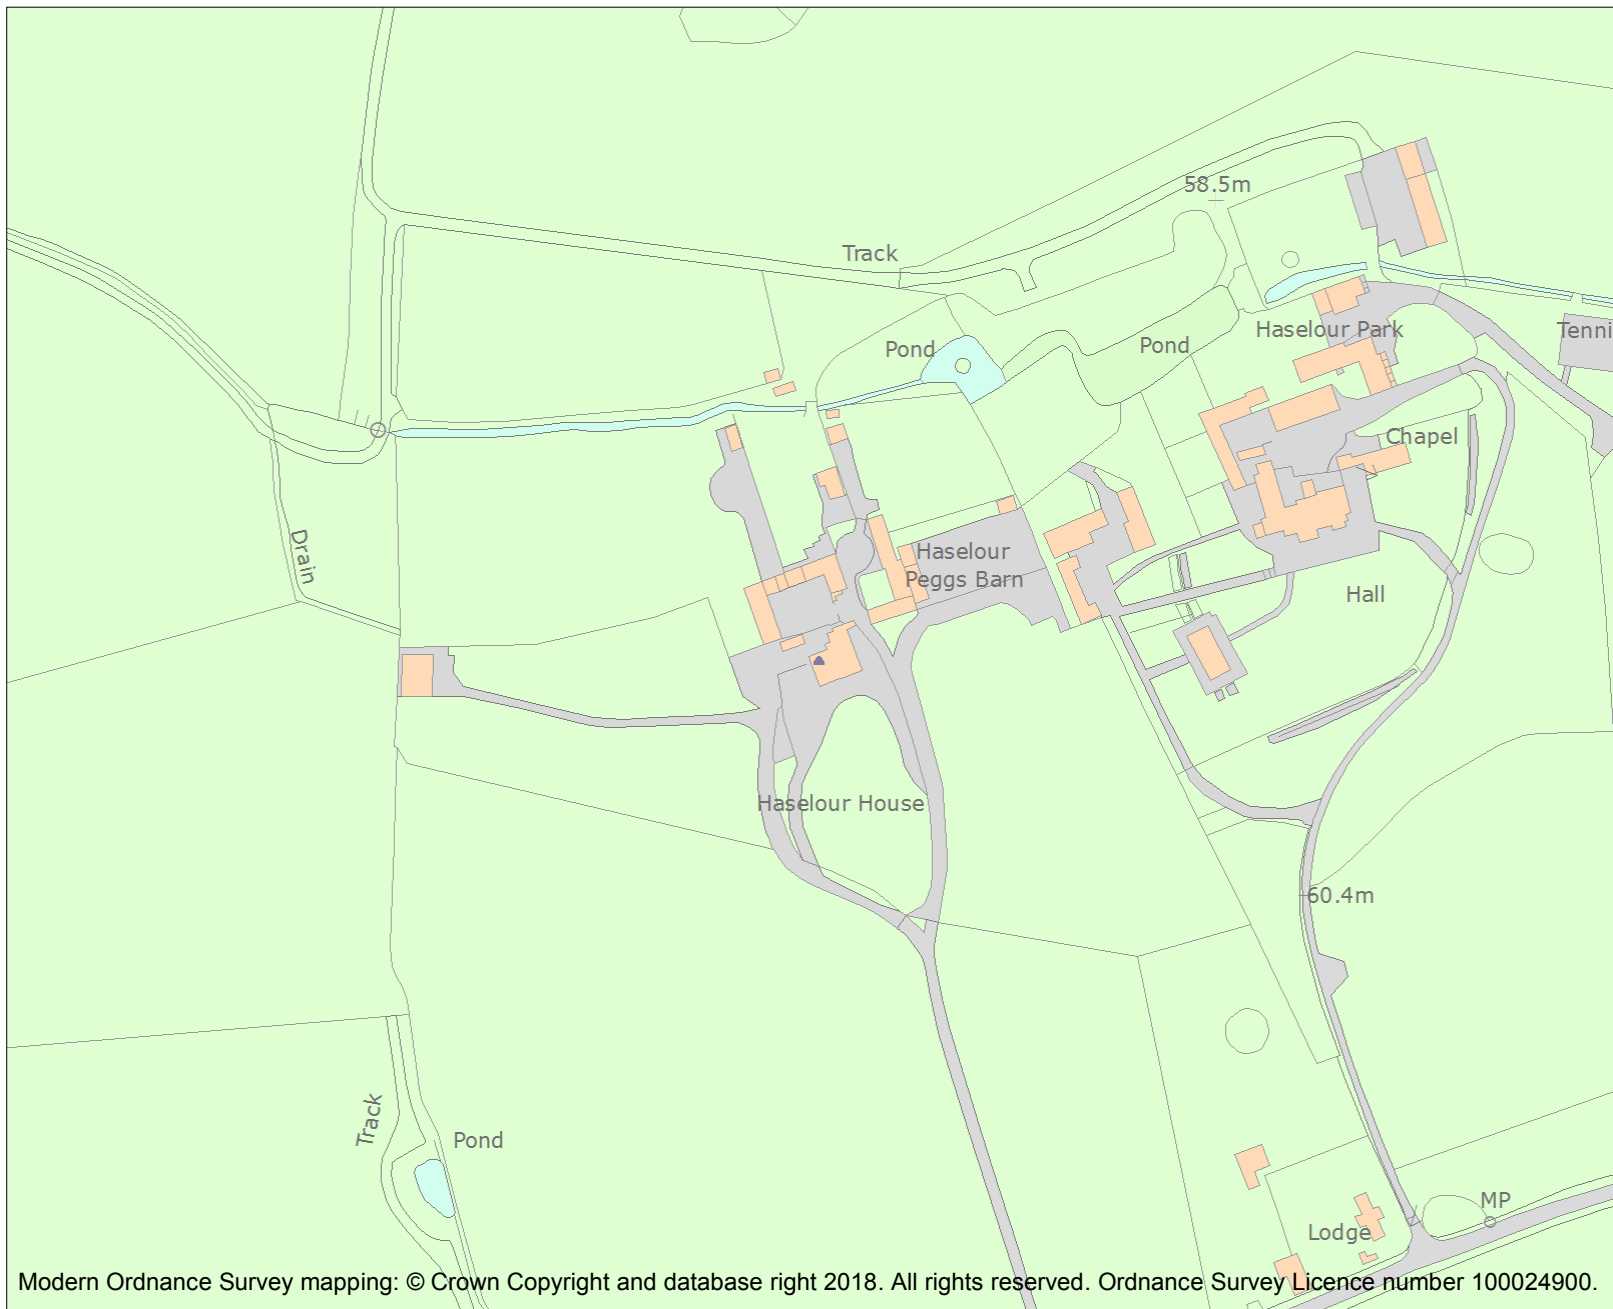 58.5m
Track
Haselour Park
Tenni
Pond
Pond
Chapel
Drain
Haselour
Peggs Barn
Hall
Haselour House
60.4m
Track
Pond
MP
Lodge
Modern Ordnance Survey mapping: © Crown Copyright and database right 2018. All rights reserved. Ordnance Survey Licence number 100024900.